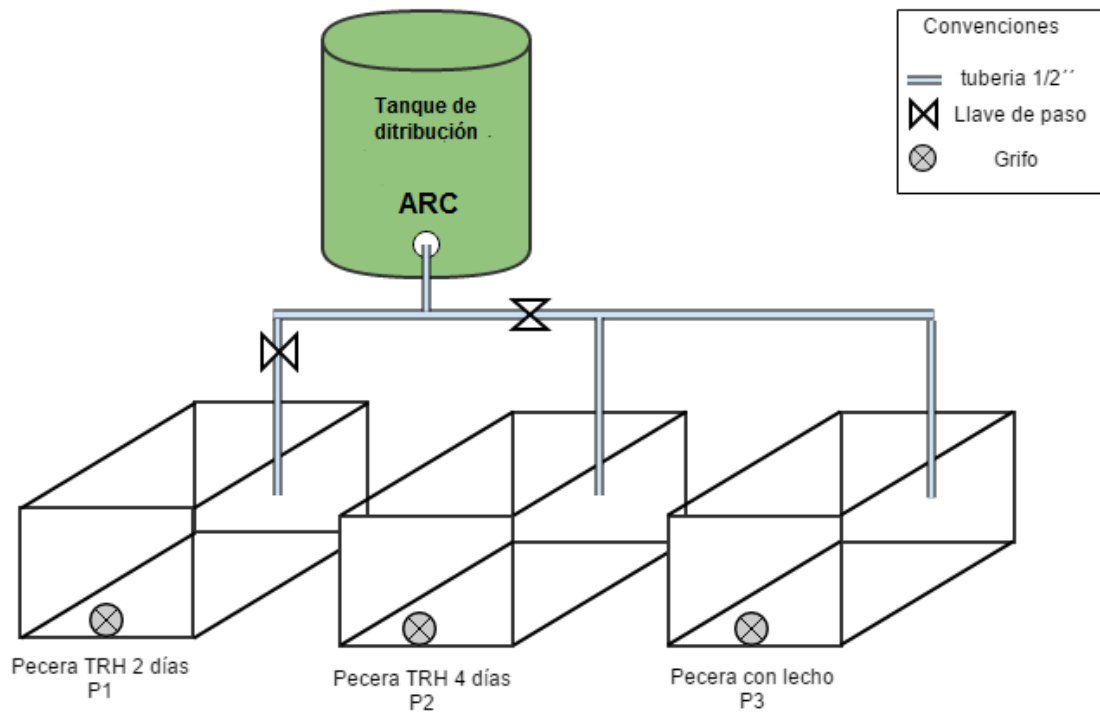 Convenciones
tuberia 1/2´´
Llave de paso
Grifo
Tanque de
ditribución
ARC
Pecera TRH 2 días
P1
Pecera TRH 4 días
P2
Pecera con lecho
P3